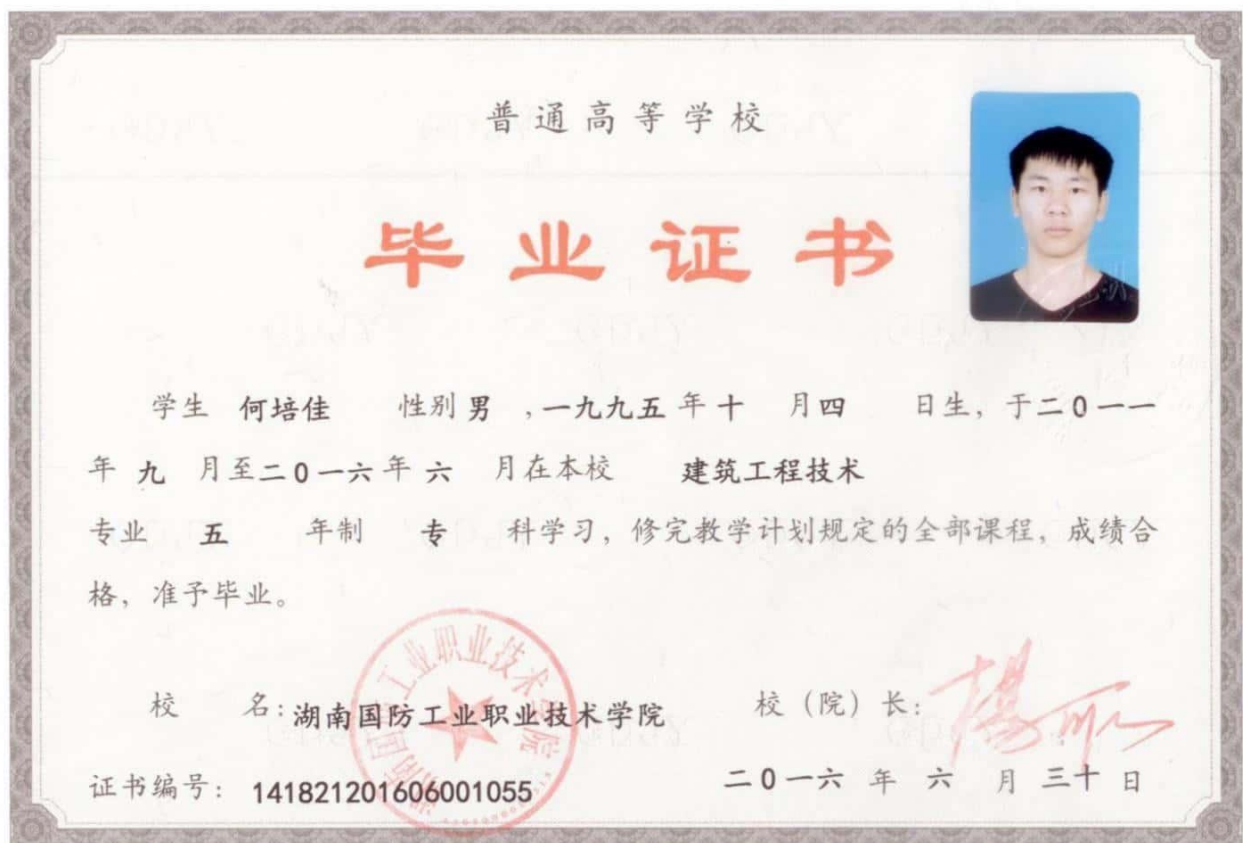 普通高等学校
毕业证书
学生 何培佳 性别 男 ,一九九五 年 十 月 四 日生，于二0一一
年 九 月至二0一六 年 六 月在本校 建筑工程技术
专业 五 年制 专 科学习，修完教学计划规定的全部课程，成绩合
格，准予毕业。
校 名：湖南国防工业职业技术学院 校（院）长：
证书编号： 141821201606001055 二0一六 年 六 月 三十 日